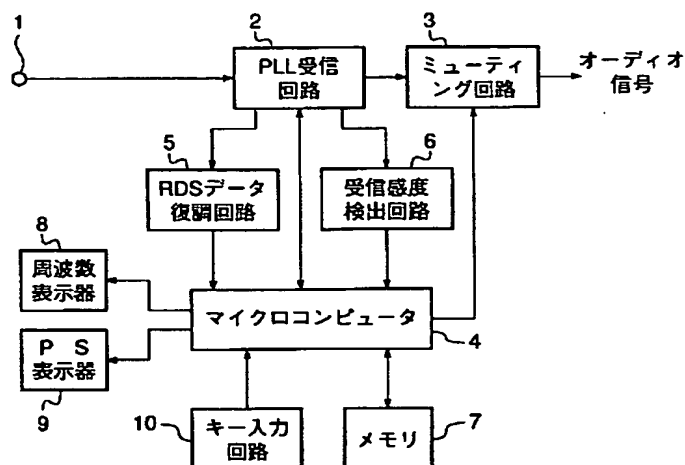 1
2
PLL受信
回路
3
ミューティ
ング回路
オーディオ
信号
5
RDSデータ
復調回路
6
受信感度
検出回路
8
周波数
表示器
マイクロコンピュータ
4
P S
表示器
9
10
キー入力
回路
メモリ
7